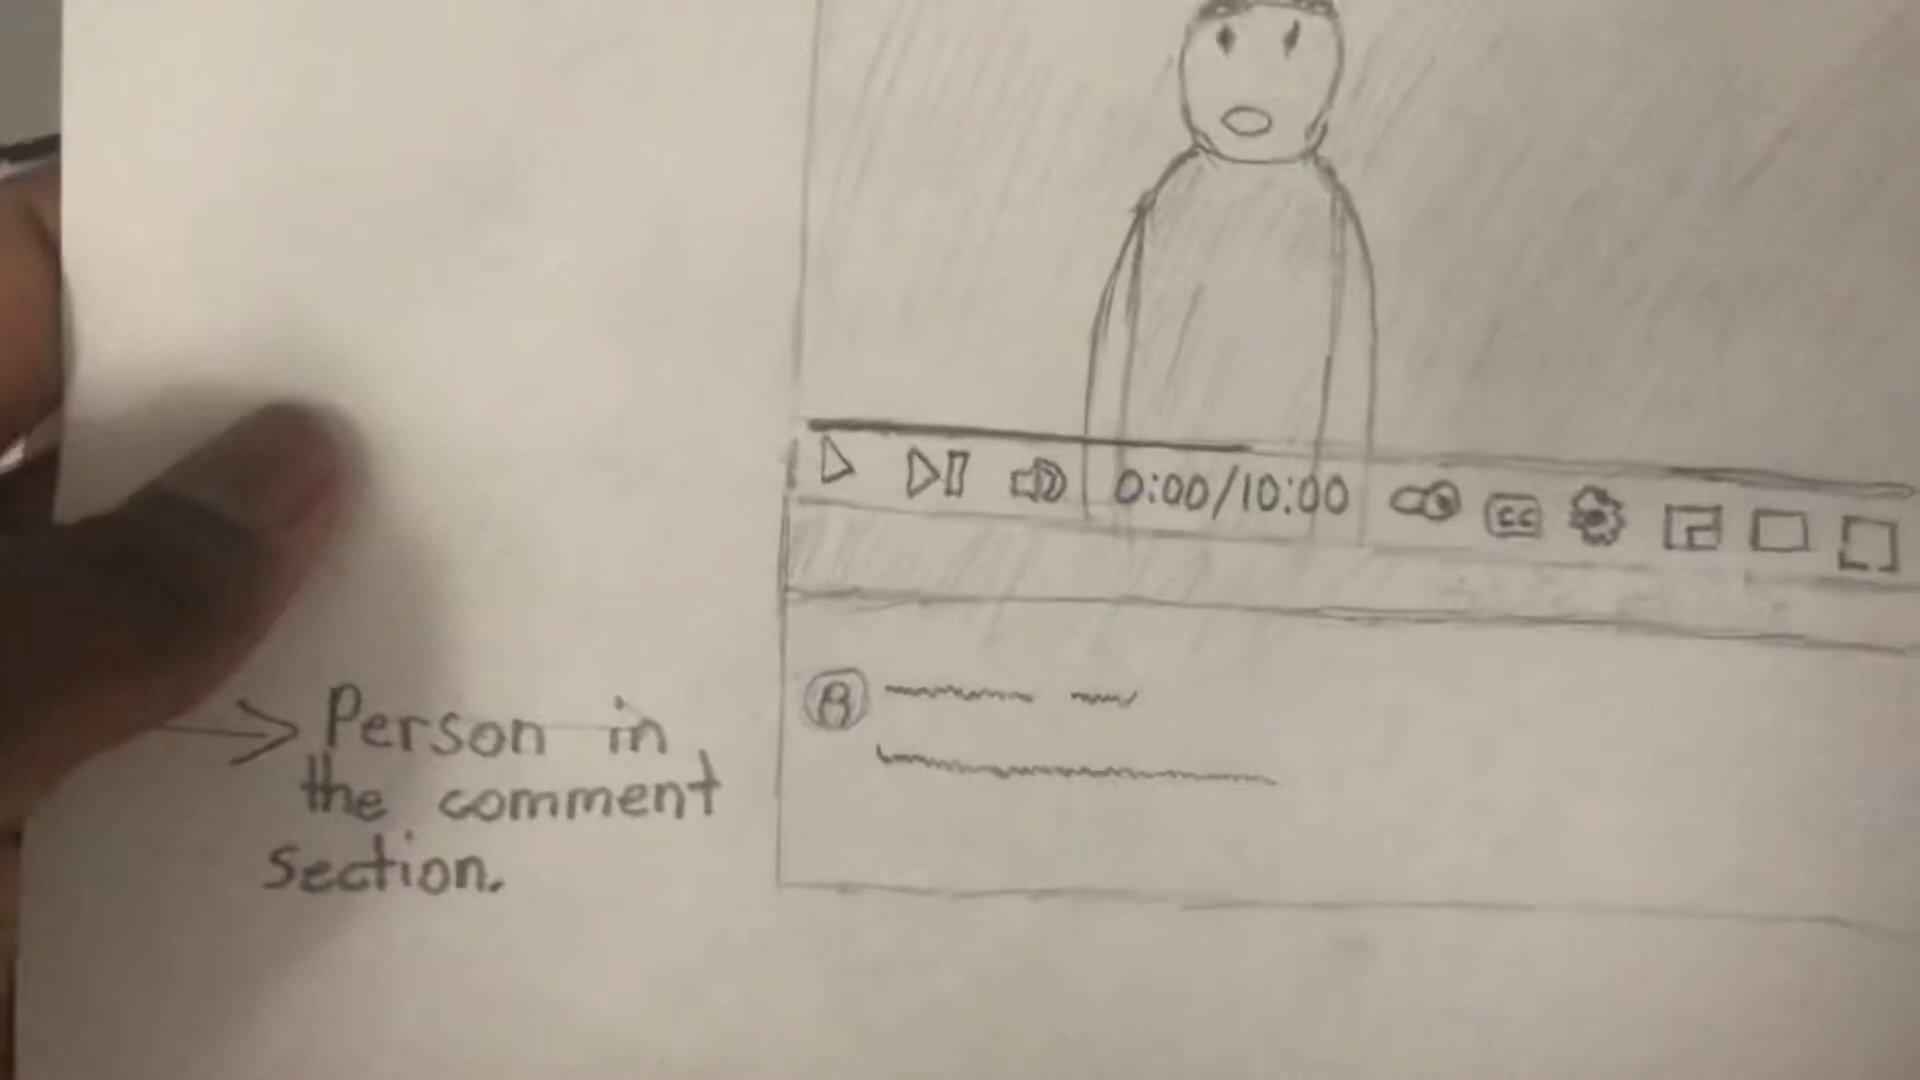 0:00/10:00
CC
Person in
the comment
section.